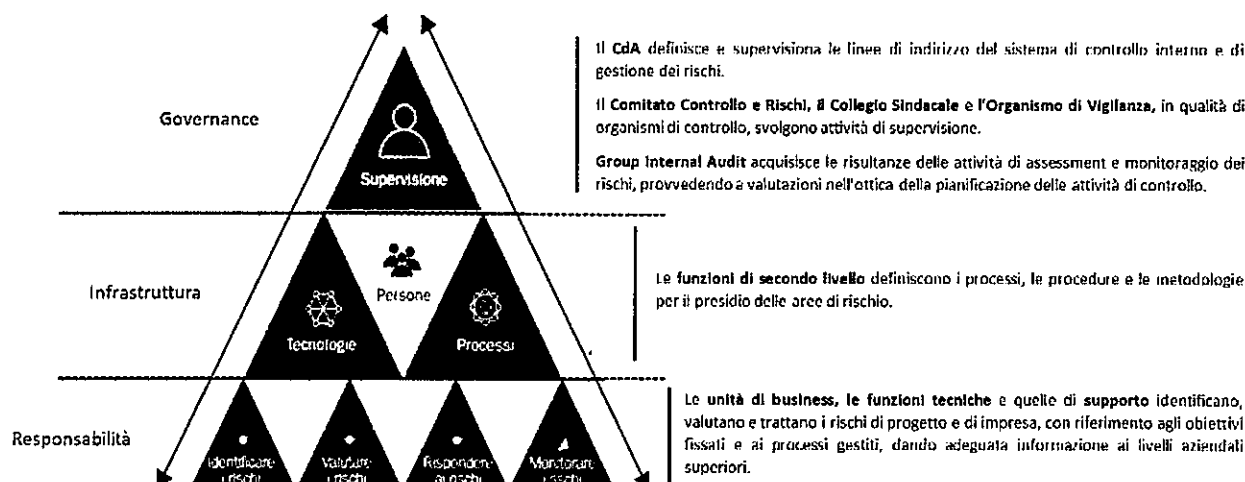 Il CdA definisce e supervisiona le linee di indirizzo del sistema di controllo interno e di
gestione dei rischi.
Governance
Il Comitato Controllo e Rischi, il Collegio Sindacale e l'Organismo di Vigilanza, in qualità di
organismi di controllo, svolgono attività di supervisione.
Supervisione
Group Internal Audit acquisisce le risultanze delle attività di assessment e monitoraggio dei
rischi, provvedendo a valutazioni nell'ottica della pianificazione delle attività di controllo.
Infrastruttura
Persone
Tecnologie
Processi
Le funzioni di secondo livello definiscono i processi, le procedure e le metodologie
per il presidio delle aree di rischio.
Responsabilità
Identificare
i rischi
Valutare
i rischi
Rispondere
ai rischi
Monitorare
i rischi
Le unità di business, le funzioni tecniche e quelle di supporto identificano,
valutano e trattano i rischi di progetto e di impresa, con riferimento agli obiettivi
fissati e ai processi gestiti, dando adeguata informazione ai livelli aziendali
superiori.